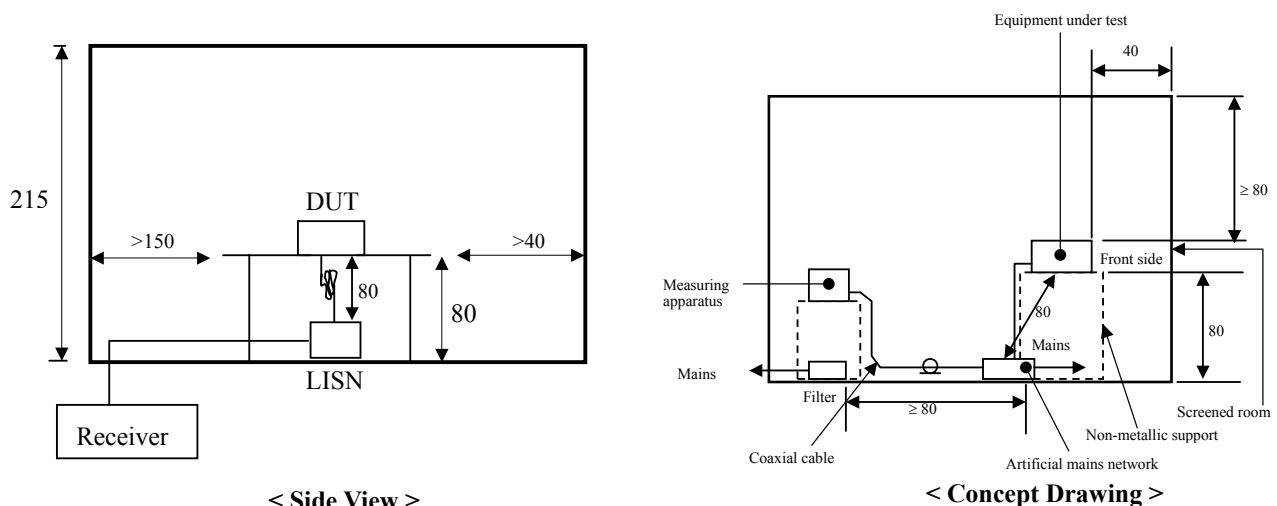 215
DUT
>150
>40
80
80
LISN
Receiver
< Side View >
Equipment under test
40
≥ 80
Front side
Measuring
apparatus
80
80
Mains
Mains
Filter
≥ 80
Screened room
Non-metallic support
Coaxial cable
Artificial mains network
< Concept Drawing >